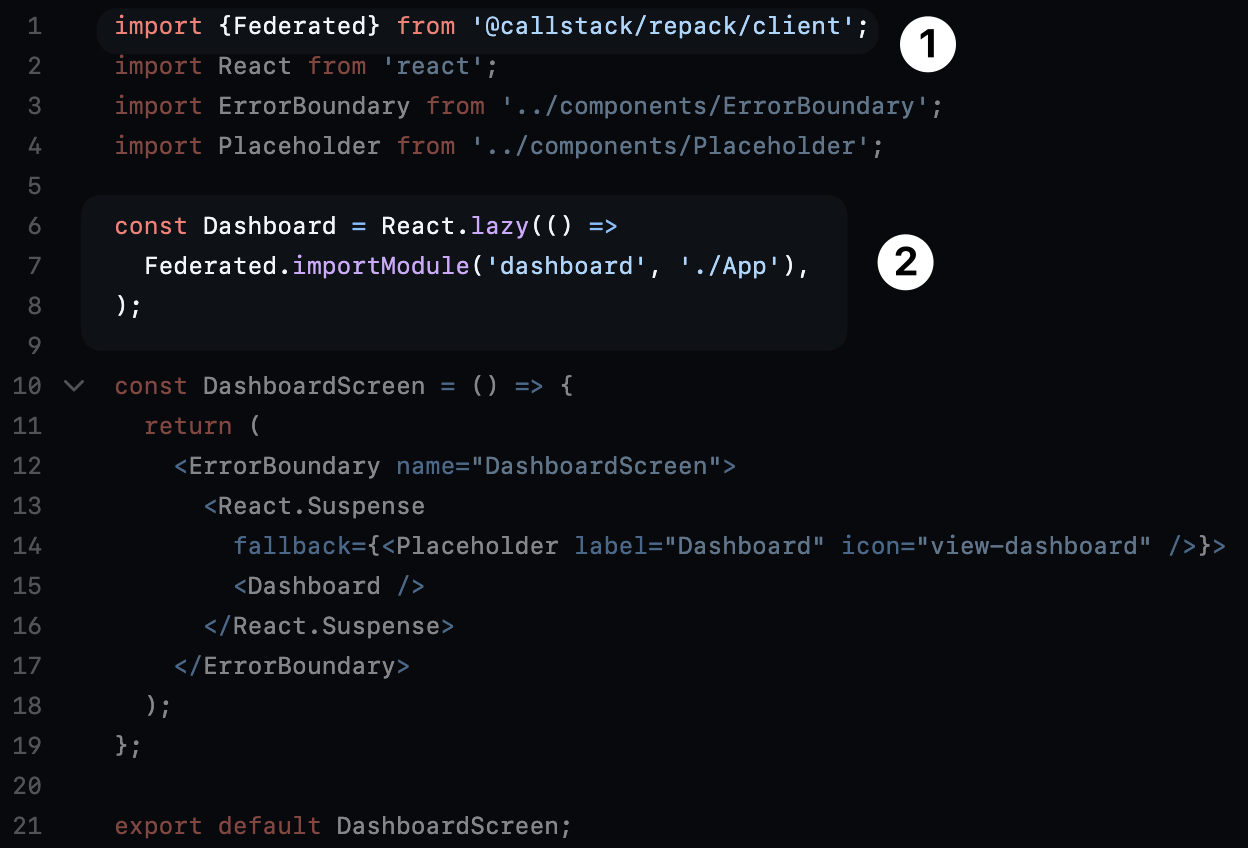 1 import {Federated} from '@callstack/repack/client'; 1
2 import React from 'react';
3 import ErrorBoundary from '../components/ErrorBoundary';
4 import Placeholder from '../components/Placeholder';
5
6 const Dashboard = React.lazy(() =>
7   Federated.importModule('dashboard', './App'), 2
8 );
9
10 const DashboardScreen = () => {
11   return (
12     <ErrorBoundary name="DashboardScreen">
13       <React.Suspense
14         fallback={<Placeholder label="Dashboard" icon="view-dashboard" />}>
15         <Dashboard />
16       </React.Suspense>
17     </ErrorBoundary>
18   );
19 };
20
21 export default DashboardScreen;